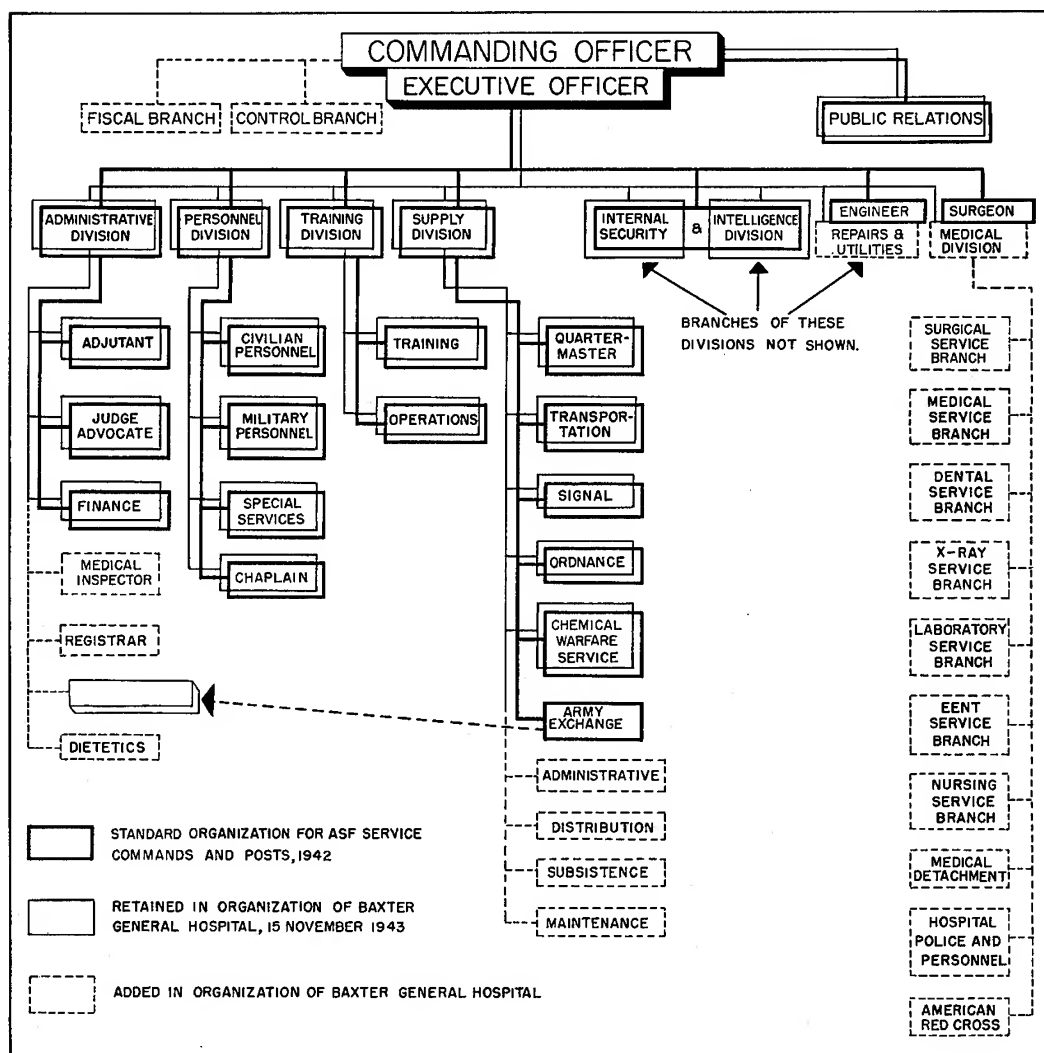 COMMANDING OFFICER
EXECUTIVE OFFICER
FISCAL BRANCH
CONTROL BRANCH
PUBLIC RELATIONS
ADMINISTRATIVE
DIVISION
PERSONNEL
DIVISION
TRAINING
DIVISION
SUPPLY
DIVISION
INTERNAL
SECURITY
&
INTELLIGENCE
DIVISION
ENGINEER
REPAIRS &
UTILITIES
SURGEON
MEDICAL
DIVISION
BRANCHES OF THESE
DIVISIONS NOT SHOWN.
ADJUTANT
JUDGE
ADVOCATE
FINANCE
MEDICAL
INSPECTOR
REGISTRAR
DIETETICS
CIVILIAN
PERSONNEL
MILITARY
PERSONNEL
SPECIAL
SERVICES
CHAPLAIN
TRAINING
OPERATIONS
QUARTER-
MASTER
TRANSPOR-
TATION
SIGNAL
ORDNANCE
CHEMICAL
WARFARE
SERVICE
ARMY
EXCHANGE
ADMINISTRATIVE
DISTRIBUTION
SUBSISTENCE
MAINTENANCE
SURGICAL
SERVICE
BRANCH
MEDICAL
SERVICE
BRANCH
DENTAL
SERVICE
BRANCH
X-RAY
SERVICE
BRANCH
LABORATORY
SERVICE
BRANCH
EENT
SERVICE
BRANCH
NURSING
SERVICE
BRANCH
MEDICAL
DETACHMENT
HOSPITAL
POLICE AND
PERSONNEL
AMERICAN
RED CROSS
STANDARD ORGANIZATION FOR ASF SERVICE
COMMANDS AND POSTS, 1942
RETAINED IN ORGANIZATION OF BAXTER
GENERAL HOSPITAL, 15 NOVEMBER 1943
ADDED IN ORGANIZATION OF BAXTER GENERAL HOSPITAL